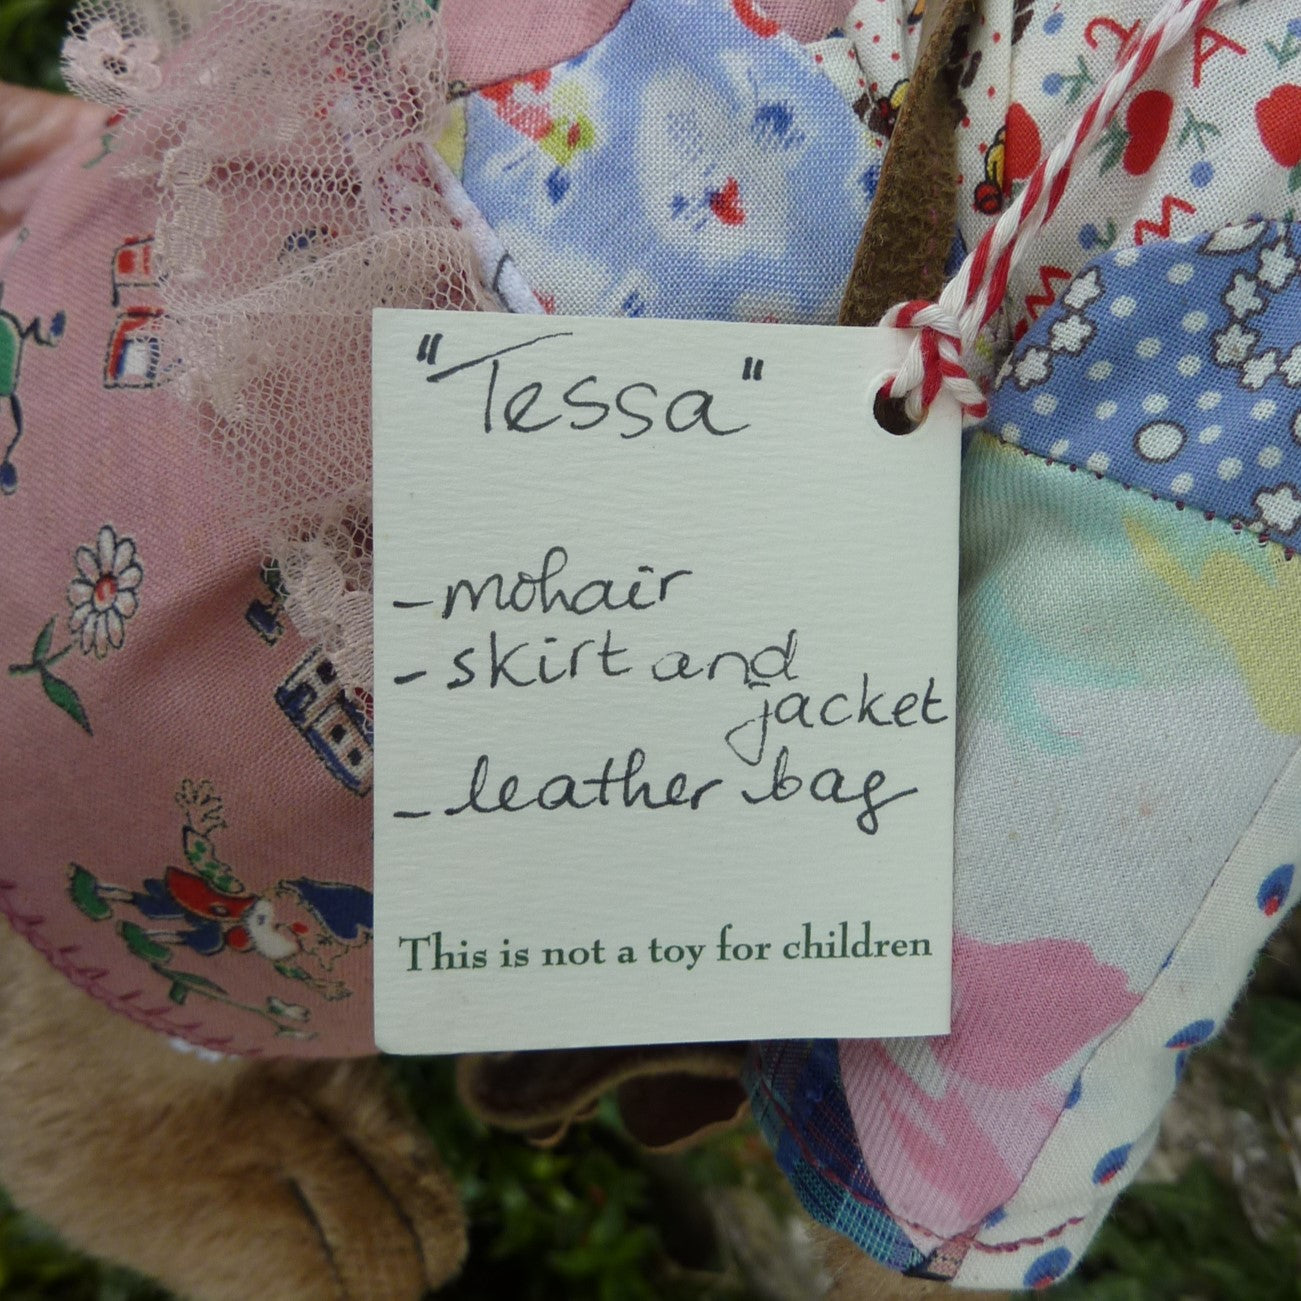 "Tessa"
- mohair
- skirt and
jacket
- leather bag
This is not a toy for children